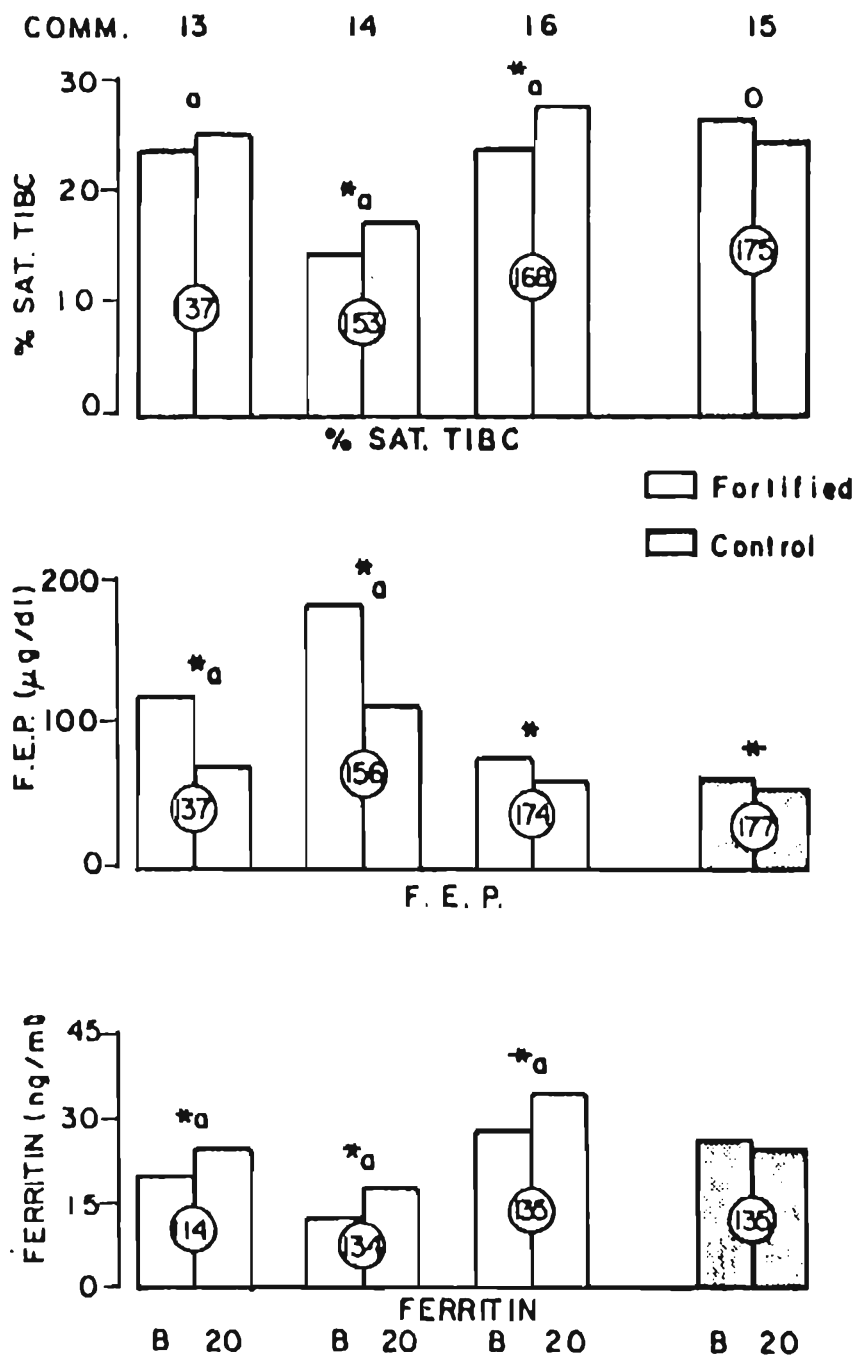 COMM. 13 14 16 15
30
* a
a
O
20
* a
% SAT. TIBC
175
168
10
137
153
0
% SAT. TIBC
Fortified
Control
200
* a
F.E.P. (µg/dl)
* a
100
*
*
156
137
174
177
0
F. E. P.
45
FERRITIN (ng/ml)
* a
30
* a
* a
15
114
134
135
135
0
FERRITIN
B 20 B 20 B 20 B 20